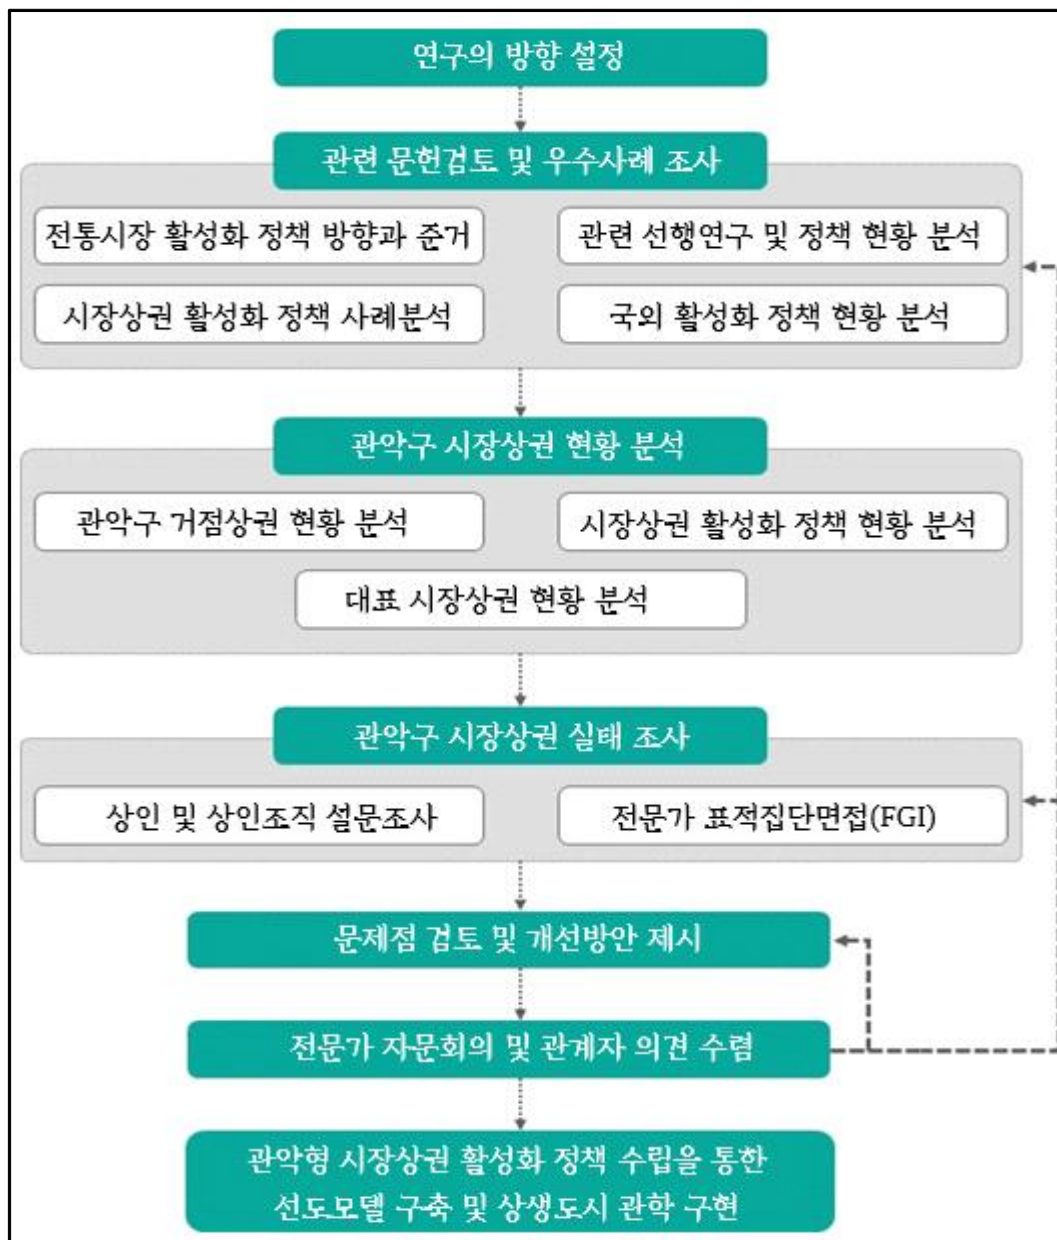 연구의 방향 설정
관련 문헌검토 및 우수사례 조사
전통시장 활성화 정책 방향과 준거
관련 선행연구 및 정책 현황 분석
시장상권 활성화 정책 사례분석
국외 활성화 정책 현황 분석
관악구 시장상권 현황 분석
관악구 거점상권 현황 분석
시장상권 활성화 정책 현황 분석
대표 시장상권 현황 분석
관악구 시장상권 실태 조사
상인 및 상인조직 설문조사
전문가 표적집단면접(FGI)
문제점 검토 및 개선방안 제시
전문가 자문회의 및 관계자 의견 수렴
관악형 시장상권 활성화 정책 수립을 통한
선도모델 구축 및 상생도시 관학 구현